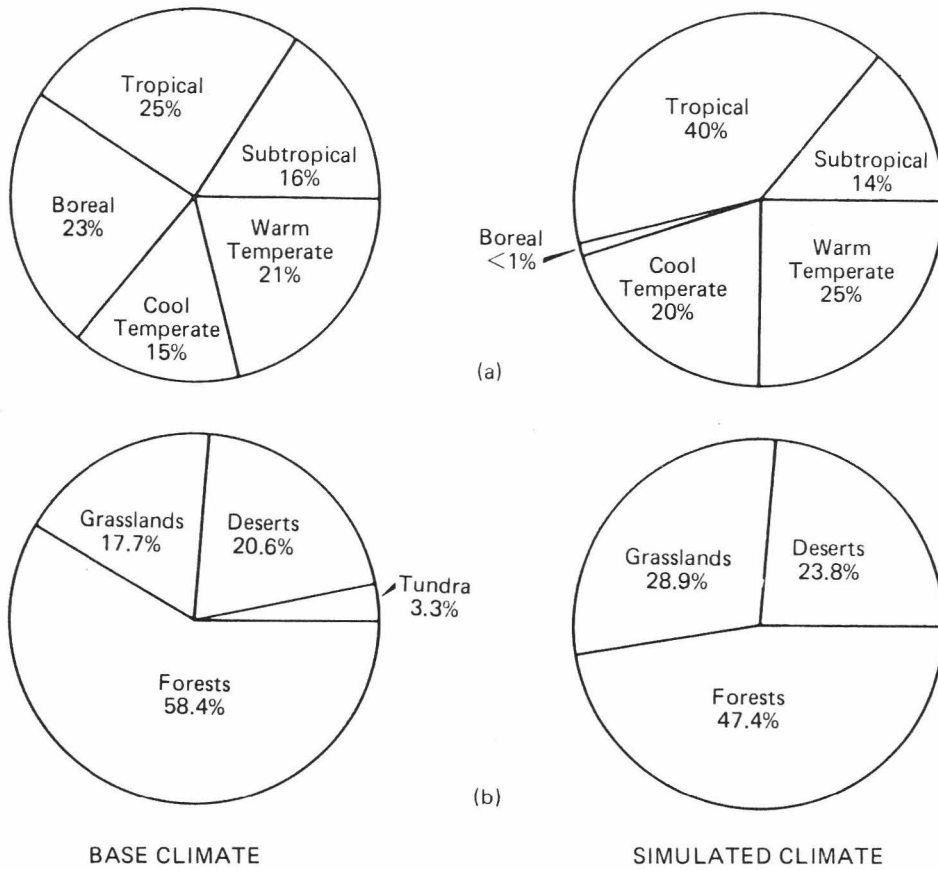 Tropical
25%
Subtropical
16%
Boreal
23%
Warm
Temperate
21%
Cool
Temperate
15%
Tropical
40%
Subtropical
14%
Boreal
<1%
Cool
Temperate
20%
Warm
Temperate
25%
(a)
Grasslands
17.7%
Deserts
20.6%
Tundra
3.3%
Forests
58.4%
Grasslands
28.9%
Deserts
23.8%
Forests
47.4%
(b)
BASE CLIMATE
SIMULATED CLIMATE